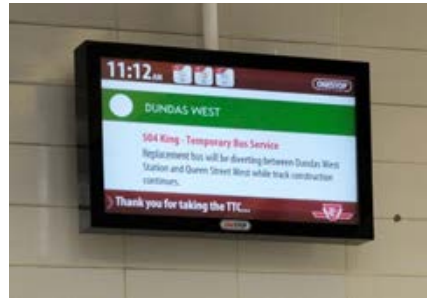 11:12 AM
ONESTOP
DUNDAS WEST
504 King - Temporary Bus Service
Replacement bus will be diverting between Dundas West
Station and Queen Street West while track construction
continues.
Thank you for taking the TTC...